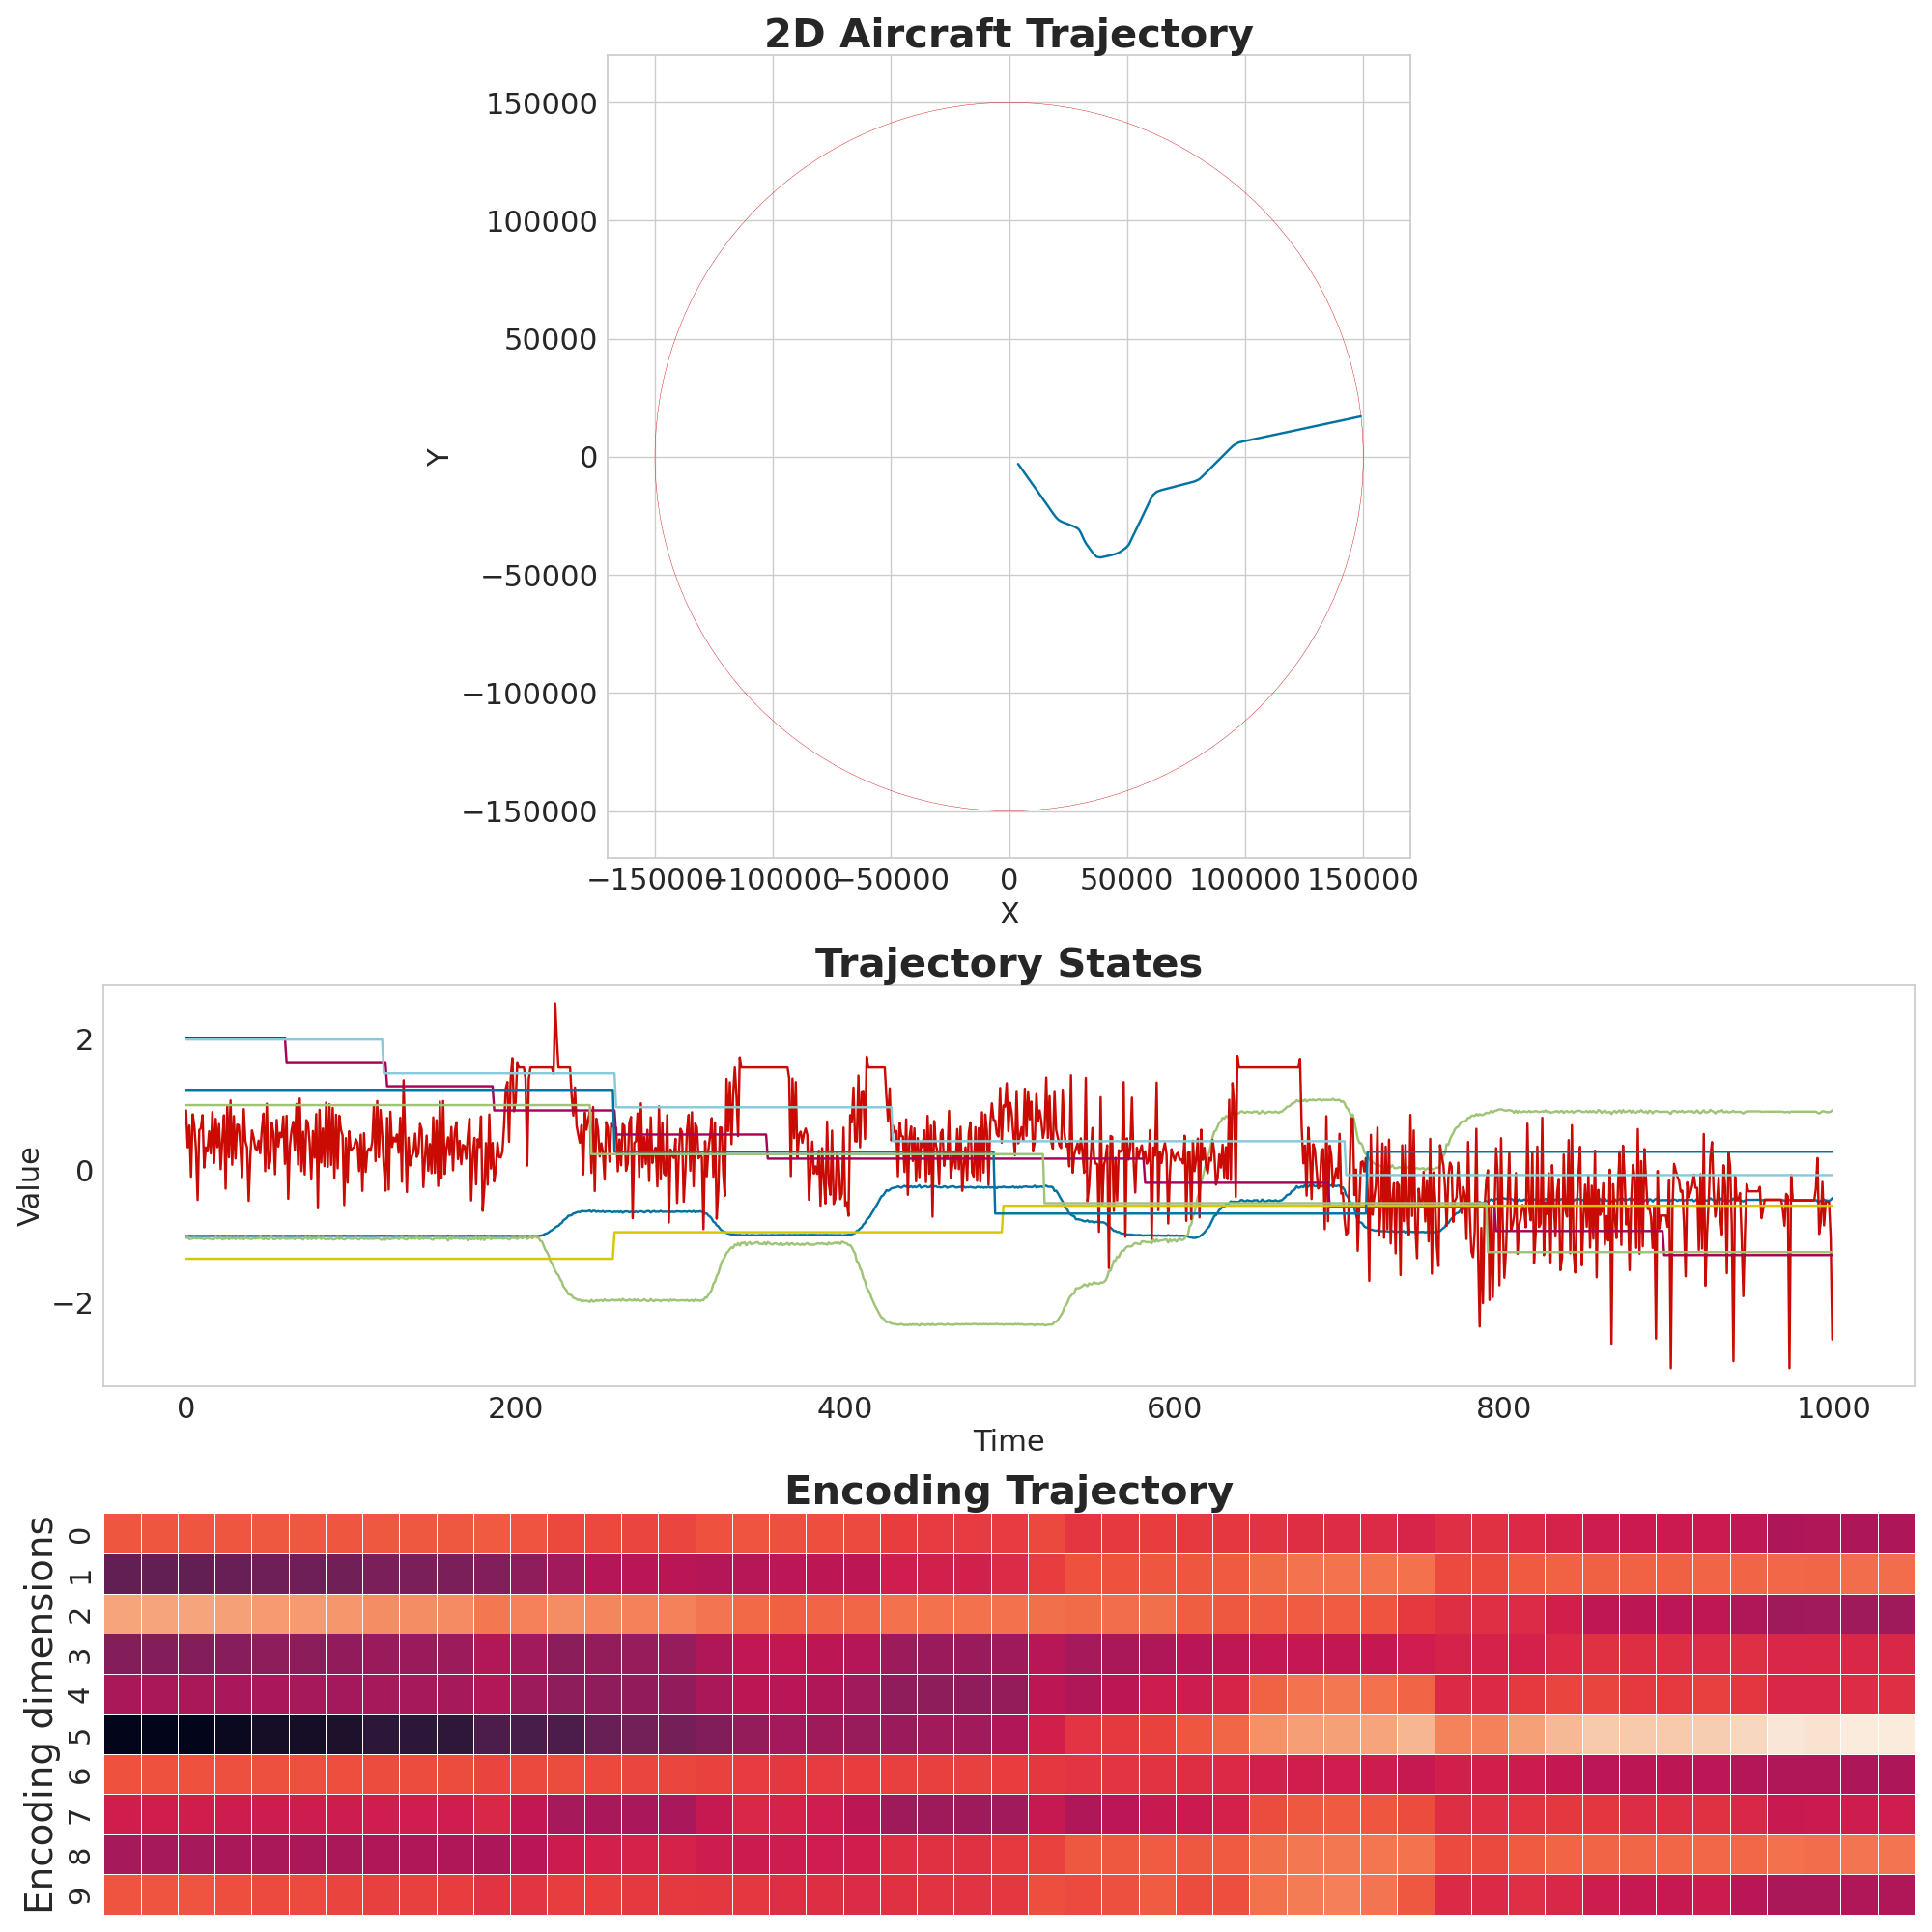 2D Aircraft Trajectory
150000
100000
50000
0
−50000
−100000
−150000
Y
−150000 −100000 −50000 0 50000 100000 150000
X
Trajectory States
2
0
−2
Value
0 200 400 600 800 1000
Time
Encoding Trajectory
Encoding dimensions
0
1
2
3
4
5
6
7
8
9